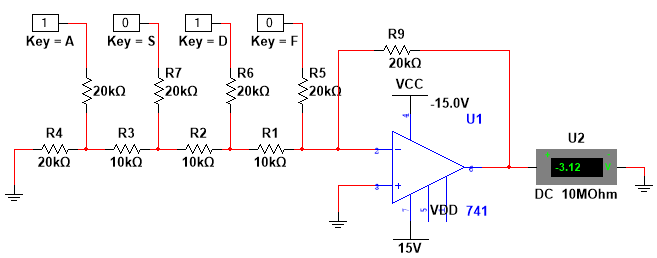 1 0 1 0
Key = A Key = S Key = D Key = F
R9
20kΩ
R7 R6 R5
20kΩ 20kΩ 20kΩ 20kΩ
VCC
-15.0V
U1
4
R4 R3 R2 R1
20kΩ 10kΩ 10kΩ 10kΩ
2
3
6
U2
+ -
-3.12 V
DC 10MOhm
7 5 1
VDD 741
15V